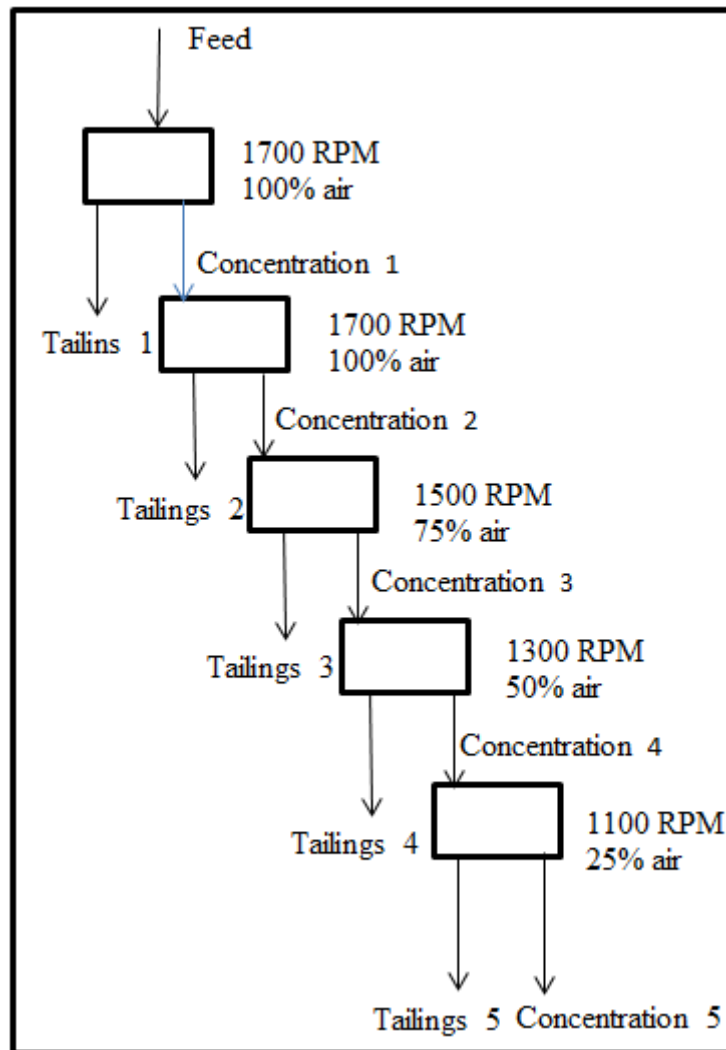 Feed
1700 RPM
100% air
Concentration 1
Tailins 1
1700 RPM
100% air
Concentration 2
Tailings 2
1500 RPM
75% air
Concentration 3
Tailings 3
1300 RPM
50% air
Concentration 4
Tailings 4
1100 RPM
25% air
Tailings 5
Concentration 5